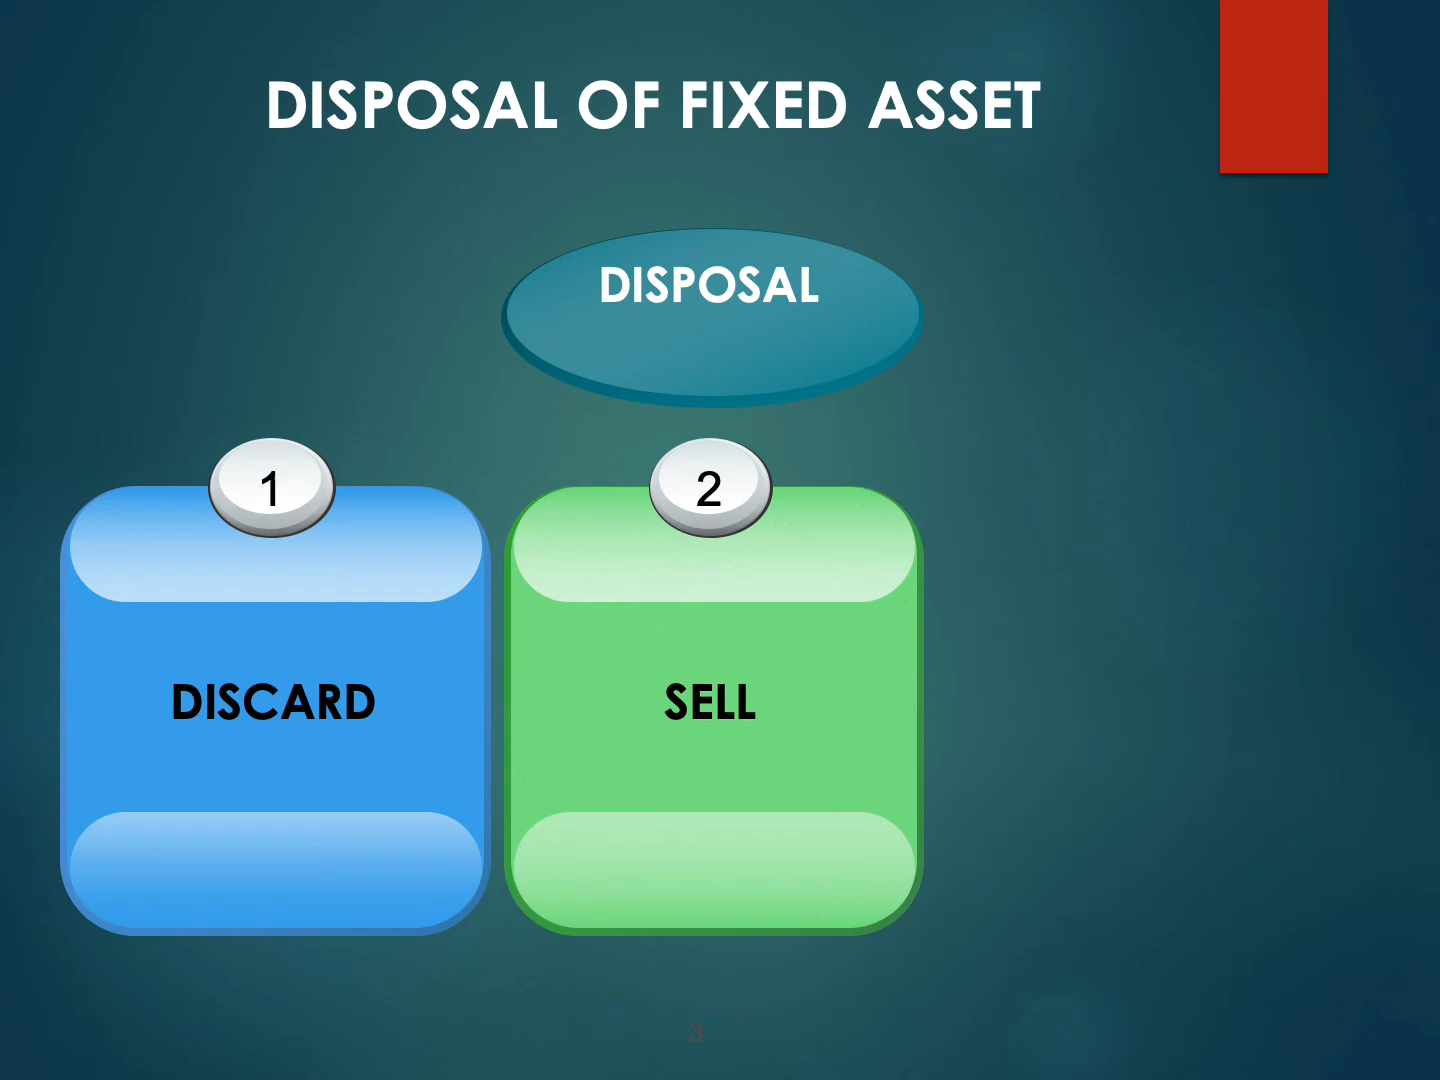 DISPOSAL OF FIXED ASSET
DISPOSAL
1
2
DISCARD
SELL
3